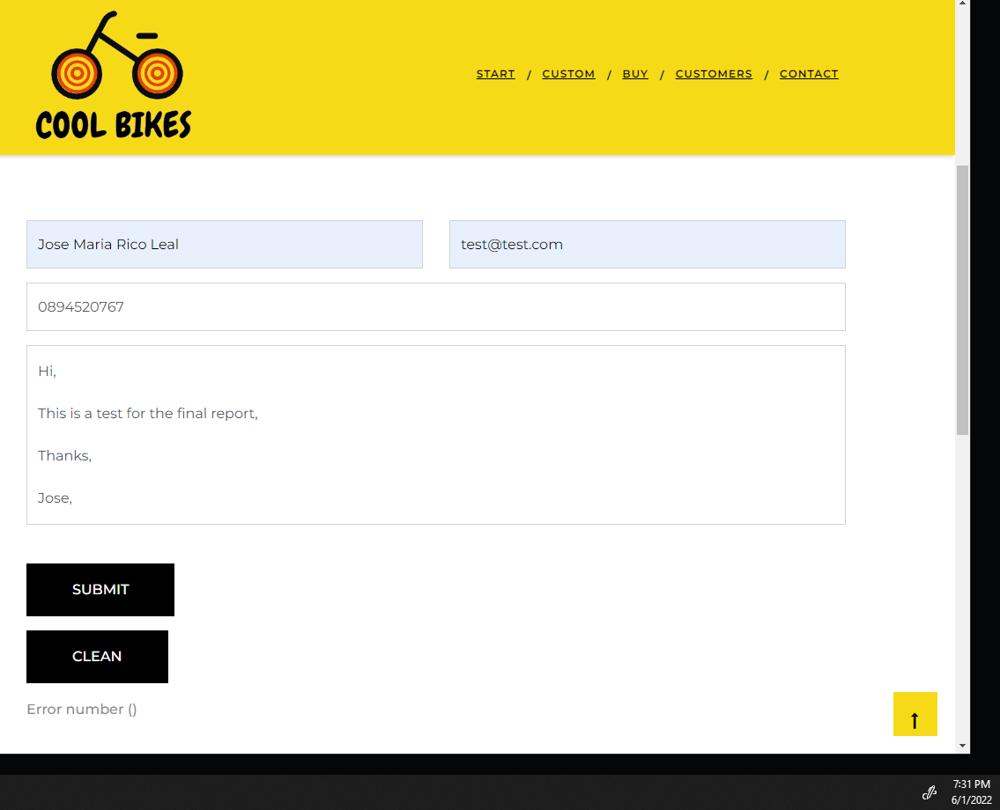 COOL BIKES
START / CUSTOM / BUY / CUSTOMERS / CONTACT
Jose Maria Rico Leal
test@test.com
0894520767
Hi,
This is a test for the final report,
Thanks,
Jose,
SUBMIT
CLEAN
Error number ()
7:31 PM
6/1/2022